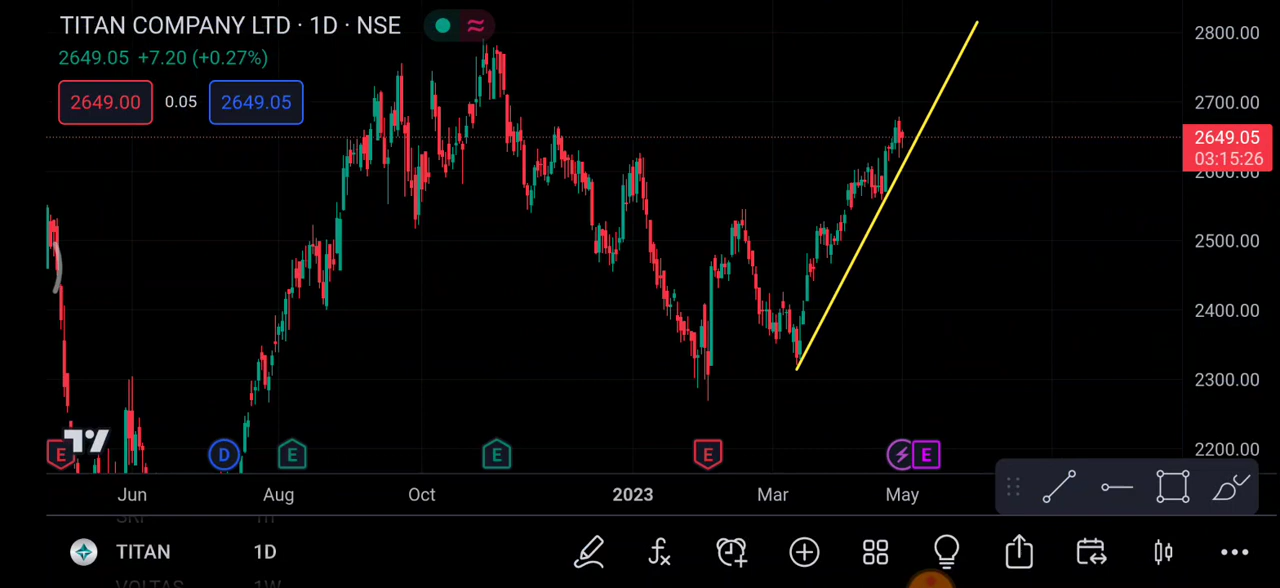 TITAN COMPANY LTD · 1D · NSE
2649.05 +7.20 (+0.27%)
2649.00 0.05 2649.05
2800.00
2700.00
2649.05
03:15:26
2600.00
2500.00
2400.00
2300.00
2200.00
E D E E E E
Jun Aug Oct 2023 Mar May
TITAN 1D
VOLTAS 1W